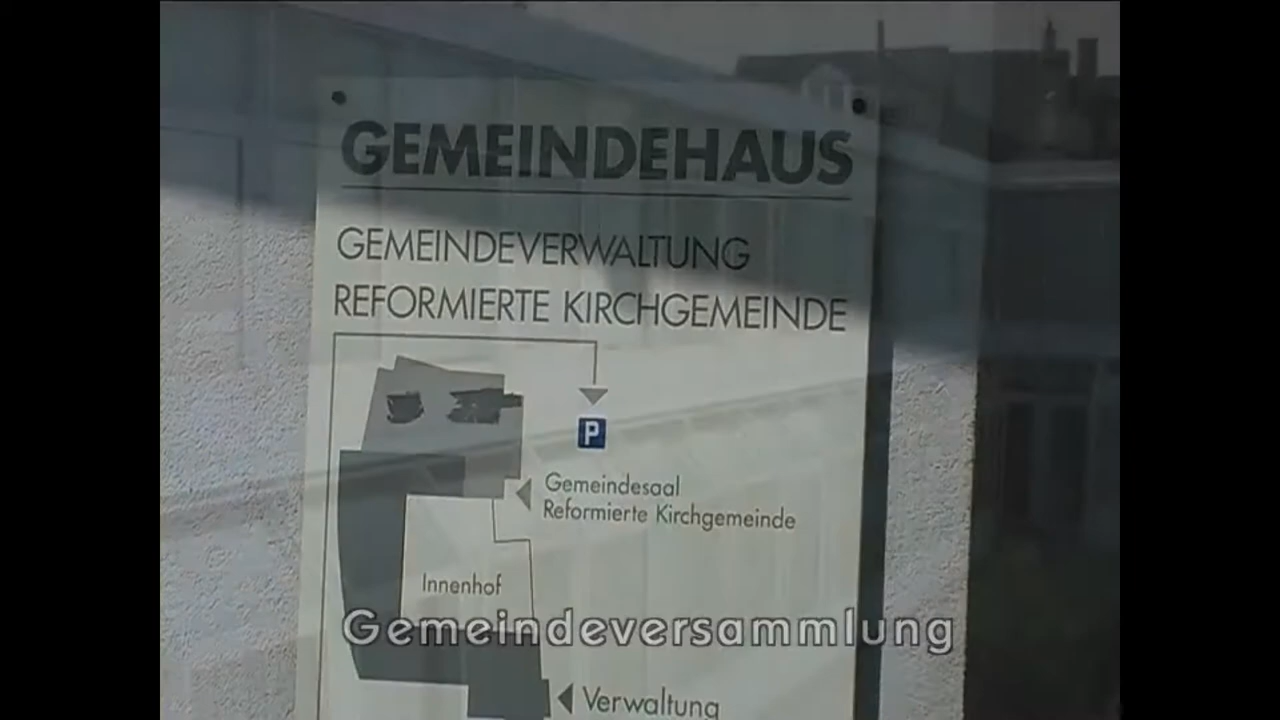 GEMEINDEHAUS
GEMEINDEVERWALTUNG
REFORMIERTE KIRCHGEMEINDE
P
Gemeindesaal
Reformierte Kirchgemeinde
Innenhof
Gemeindeversammlung
Verwaltung